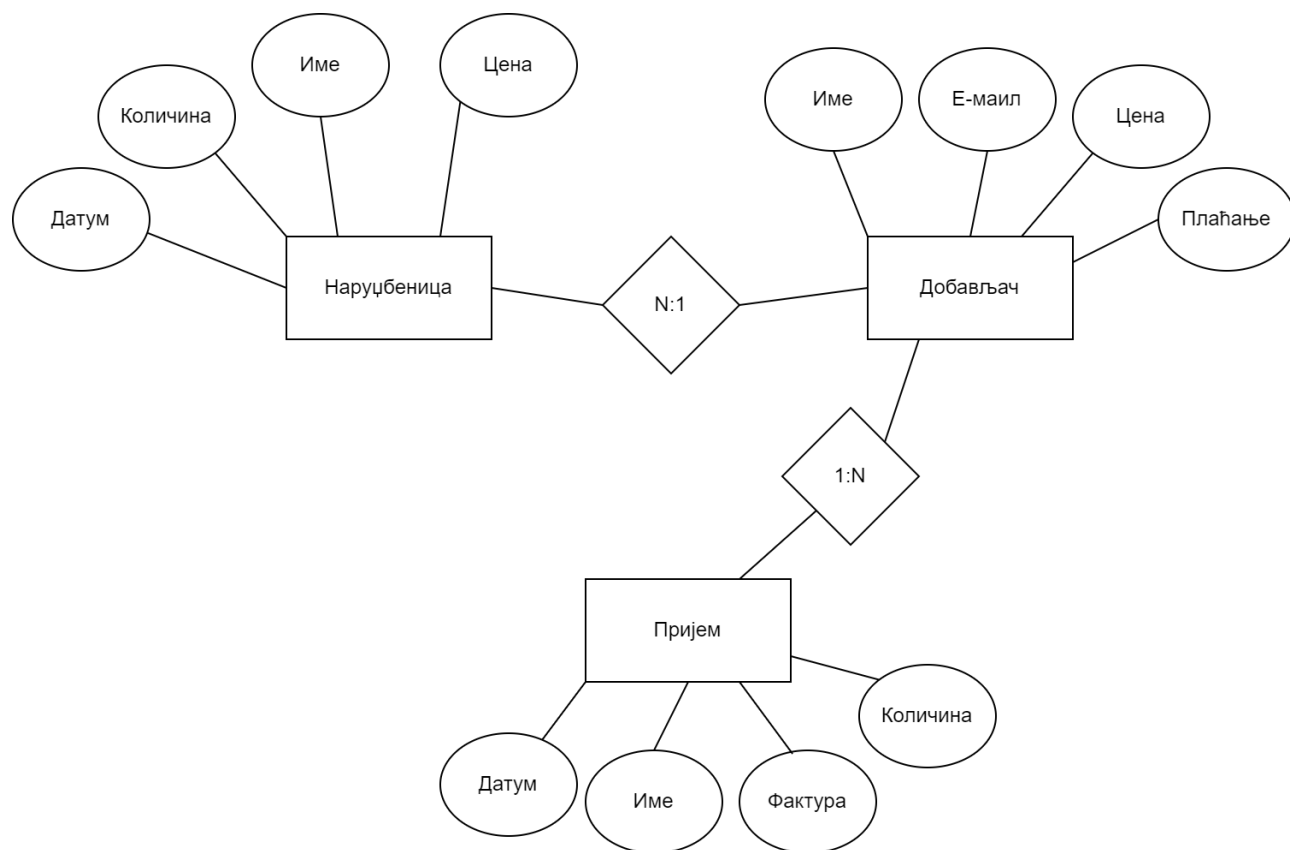 Име
Цена
Количина
Датум
Наруџбеница
N:1
Име
Е-маил
Цена
Плаћање
Добављач
1:N
Пријем
Количина
Датум
Име
Фактура